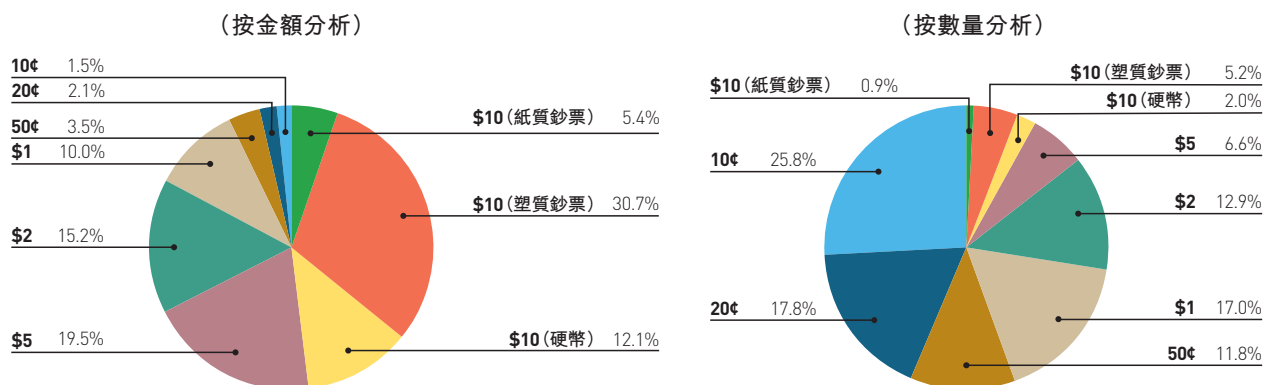 （按金額分析）
10¢ 1.5%
20¢ 2.1%
50¢ 3.5%
$1 10.0%
$2 15.2%
$5 19.5%
$10（紙質鈔票） 5.4%
$10（塑質鈔票） 30.7%
$10（硬幣） 12.1%
（按數量分析）
$10（紙質鈔票） 0.9%
10¢ 25.8%
20¢ 17.8%
$10（塑質鈔票） 5.2%
$10（硬幣） 2.0%
$5 6.6%
$2 12.9%
$1 17.0%
50¢ 11.8%